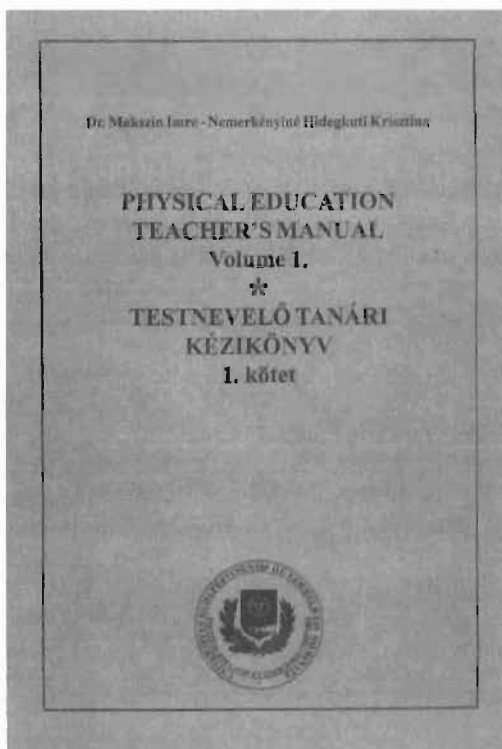 Dr. Makszin Imre - Nemerkényiné Hidegkuti Krisztina
PHYSICAL EDUCATION
TEACHER'S MANUAL
Volume 1.
*
TESTNEVELŐ TANÁRI
KÉZIKÖNYV
1. kötet